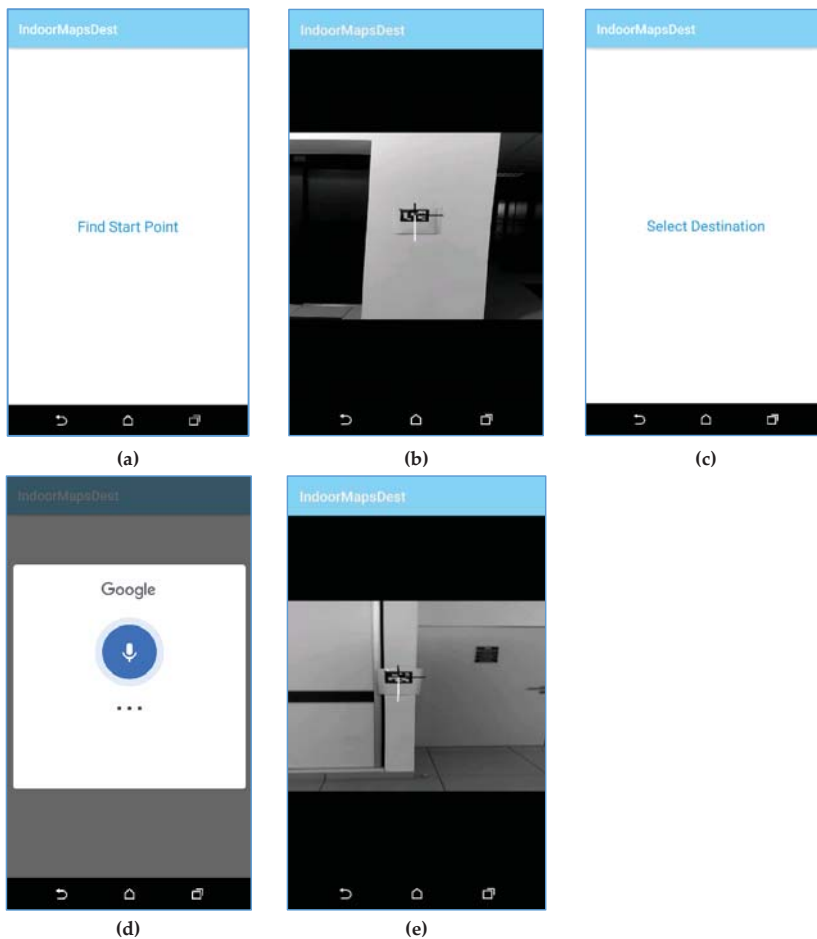 IndoorMapsDest
Find Start Point
(a)
IndoorMapsDest
(b)
IndoorMapsDest
Select Destination
(c)
IndoorMapsDest
Google
(d)
IndoorMapsDest
(e)